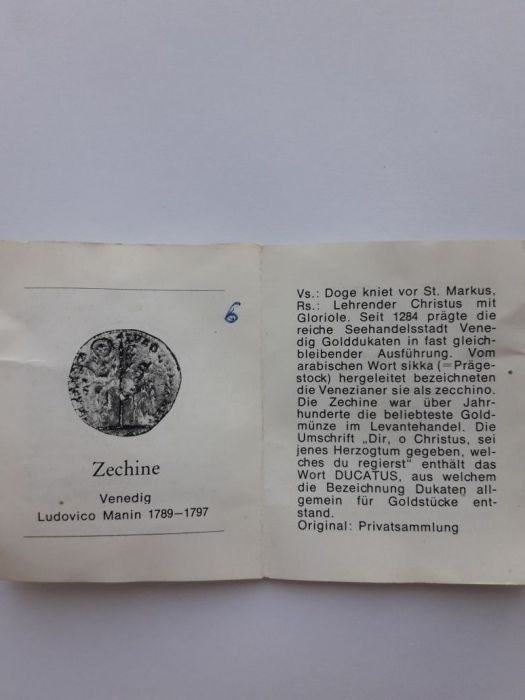 6
Zechine
Venedig
Ludovico Manin 1789–1797
Vs.: Doge kniet vor St. Markus,
Rs.: Lehrender Christus mit
Gloriole. Seit 1284 prägte die
reiche Seehandelsstadt Vene-
dig Golddukaten in fast gleich-
bleibender Ausführung. Vom
arabischen Wort sikka (=Präge-
stock) hergeleitet bezeichneten
die Venezianer sie als zecchino.
Die Zechine war über Jahr-
hunderte die beliebteste Gold-
münze im Levantehandel. Die
Umschrift „Dir, o Christus, sei
jenes Herzogtum gegeben, wel-
ches du regierst" enthält das
Wort DUCATUS, aus welchem
die Bezeichnung Dukaten all-
gemein für Goldstücke ent-
stand.
Original: Privatsammlung